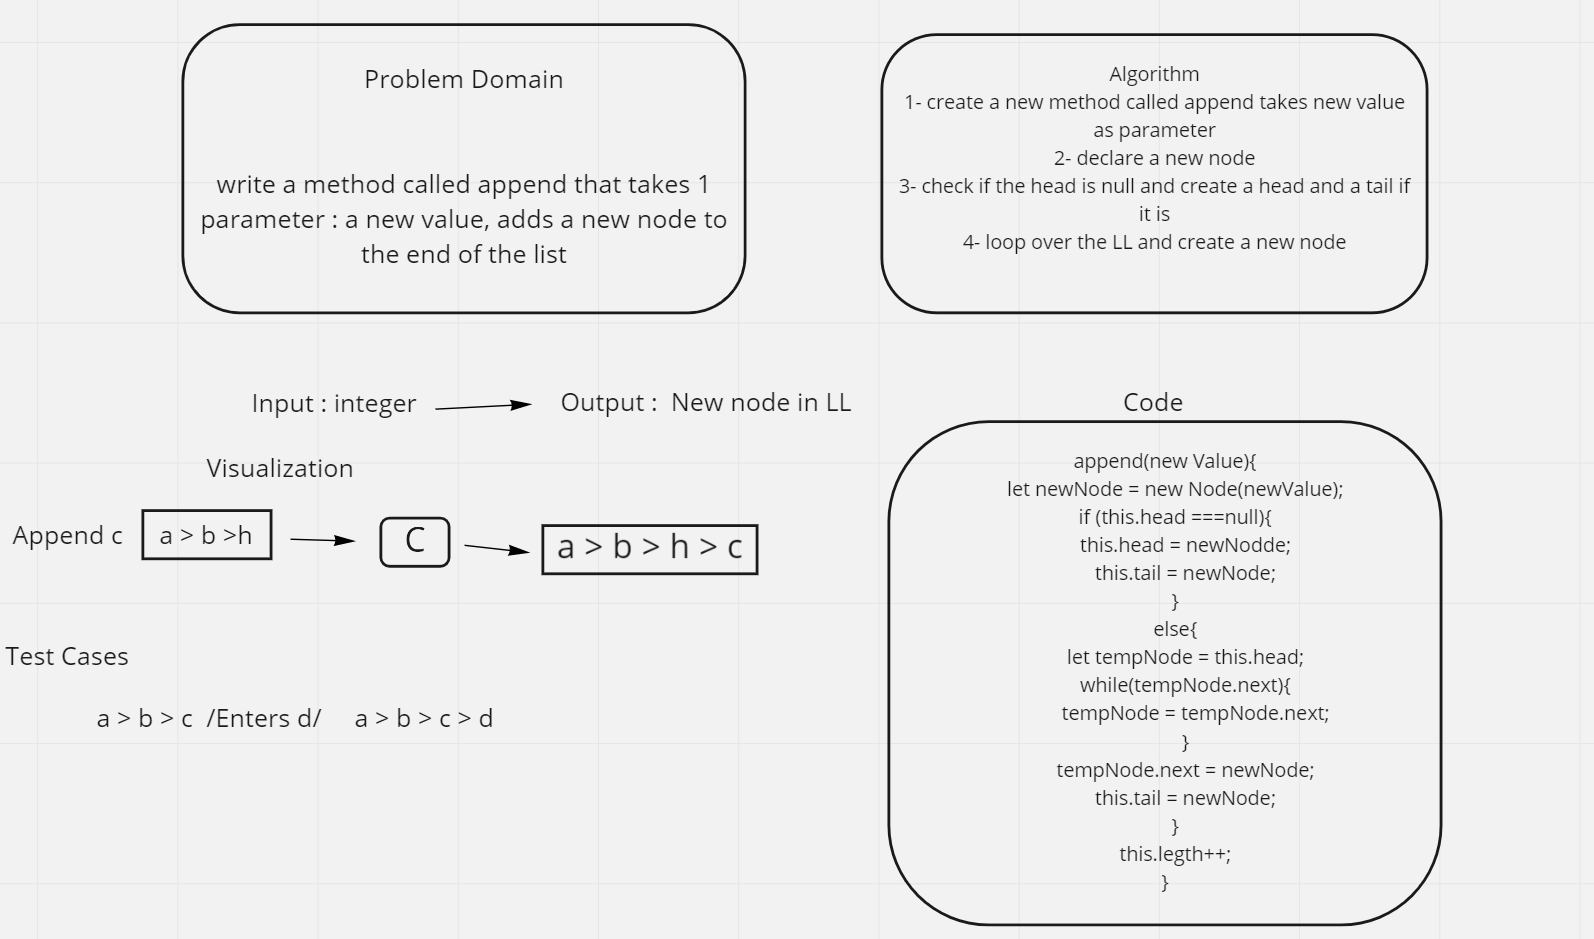 Problem Domain
write a method called append that takes 1
parameter : a new value, adds a new node to
the end of the list
Algorithm
1- create a new method called append takes new value
as parameter
2- declare a new node
3- check if the head is null and create a head and a tail if
it is
4- loop over the LL and create a new node
Input : integer
Output :  New node in LL
Visualization
Append c
a > b >h
C
a > b > h > c
Test Cases
a > b > c  /Enters d/    a > b > c > d
Code
append(new Value){
let newNode = new Node(newValue);
if (this.head ===null){
this.head = newNodde;
this.tail = newNode;
}
else{
let tempNode = this.head;
while(tempNode.next){
tempNode = tempNode.next;
}
tempNode.next = newNode;
this.tail = newNode;
}
this.legth++;
}